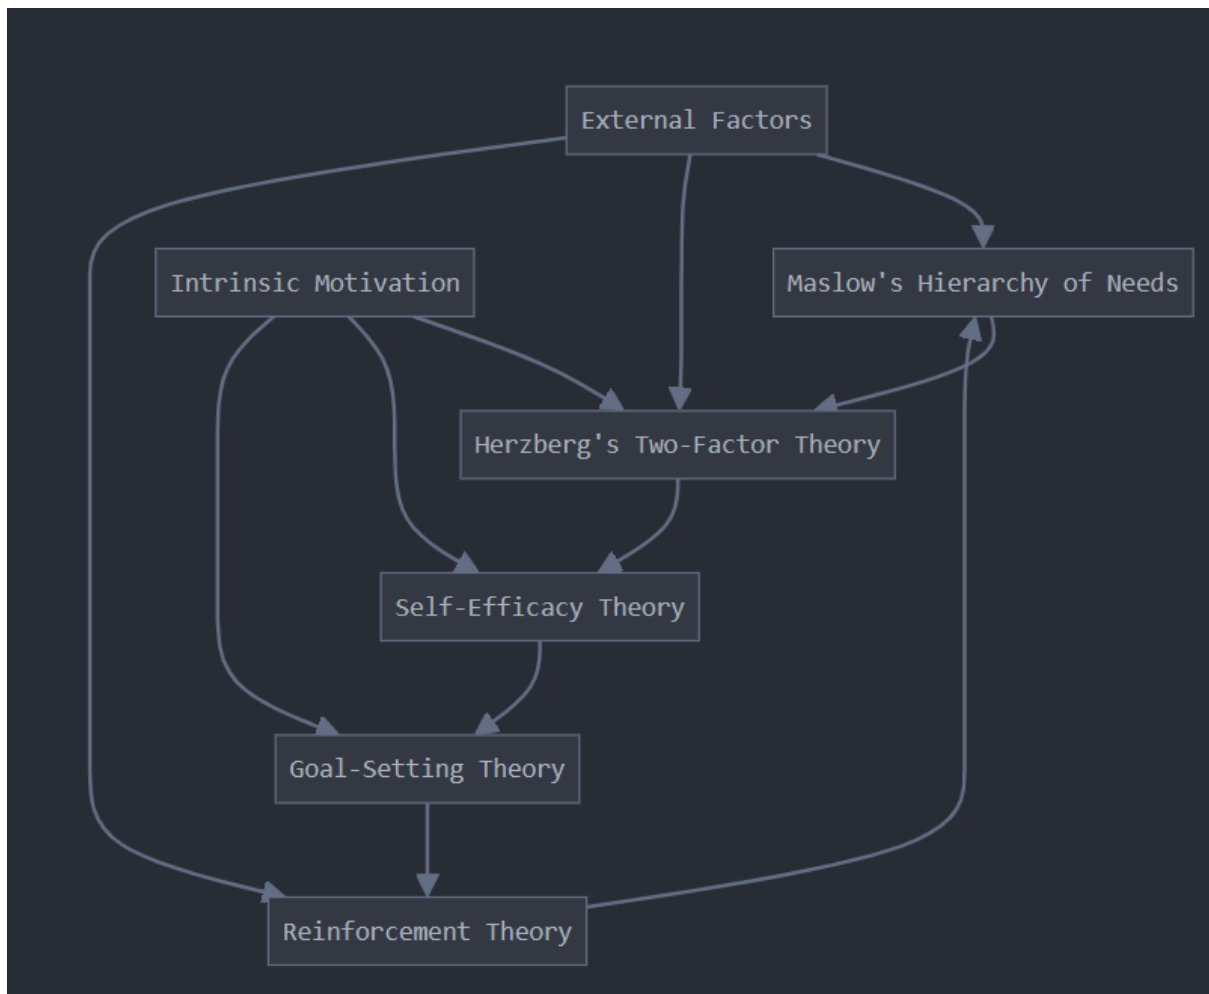 External Factors
Intrinsic Motivation
Maslow's Hierarchy of Needs
Herzberg's Two-Factor Theory
Self-Efficacy Theory
Goal-Setting Theory
Reinforcement Theory